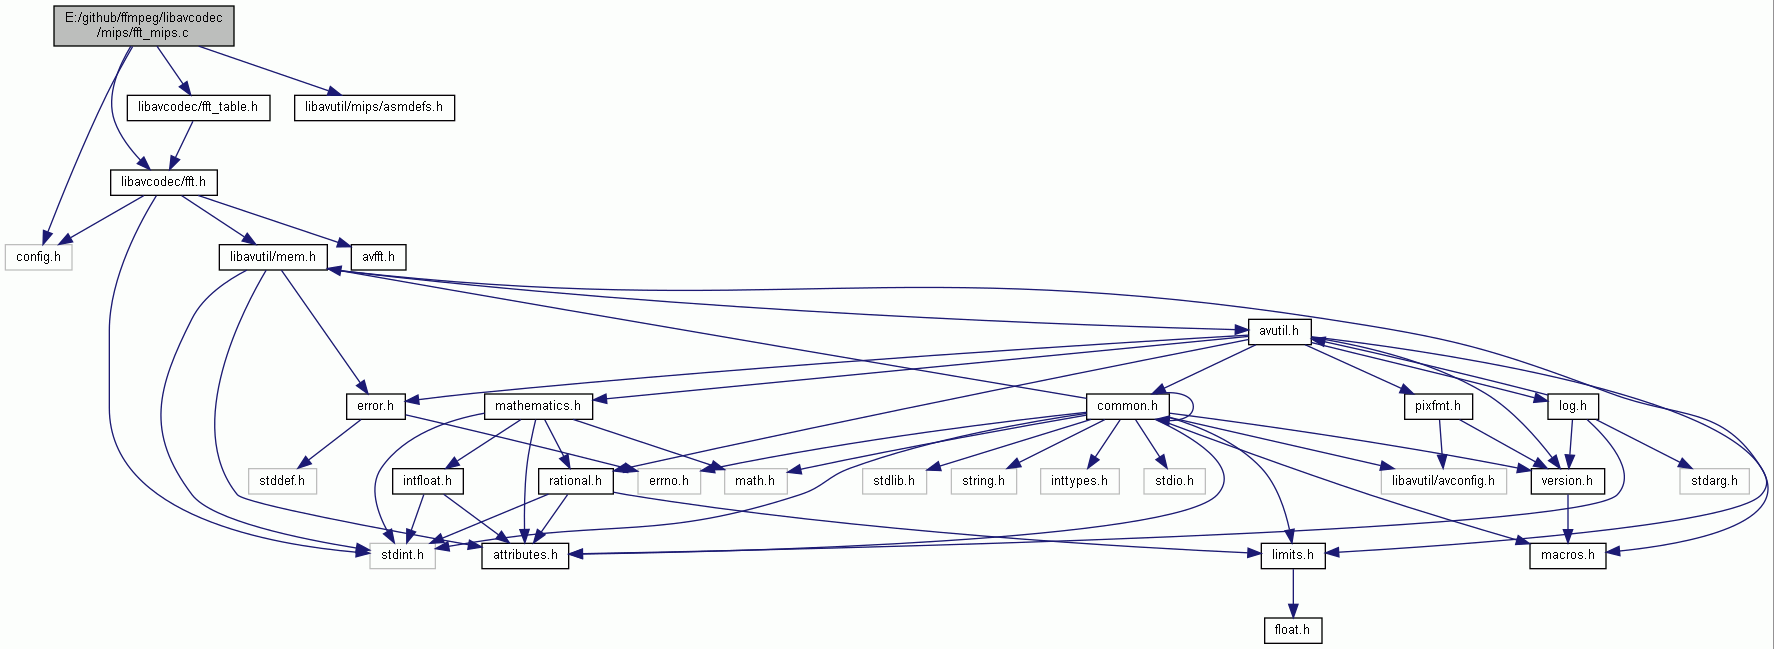 E:/github/ffmpeg/libavcodec
/mips/fft_mips.c
libavcodec/fft_table.h
libavutil/mips/asmdefs.h
libavcodec/fft.h
config.h
libavutil/mem.h
avfft.h
avutil.h
error.h
mathematics.h
common.h
pixfmt.h
log.h
stddef.h
intfloat.h
rational.h
errno.h
math.h
stdlib.h
string.h
inttypes.h
stdio.h
libavutil/avconfig.h
version.h
stdarg.h
stdint.h
attributes.h
limits.h
macros.h
float.h